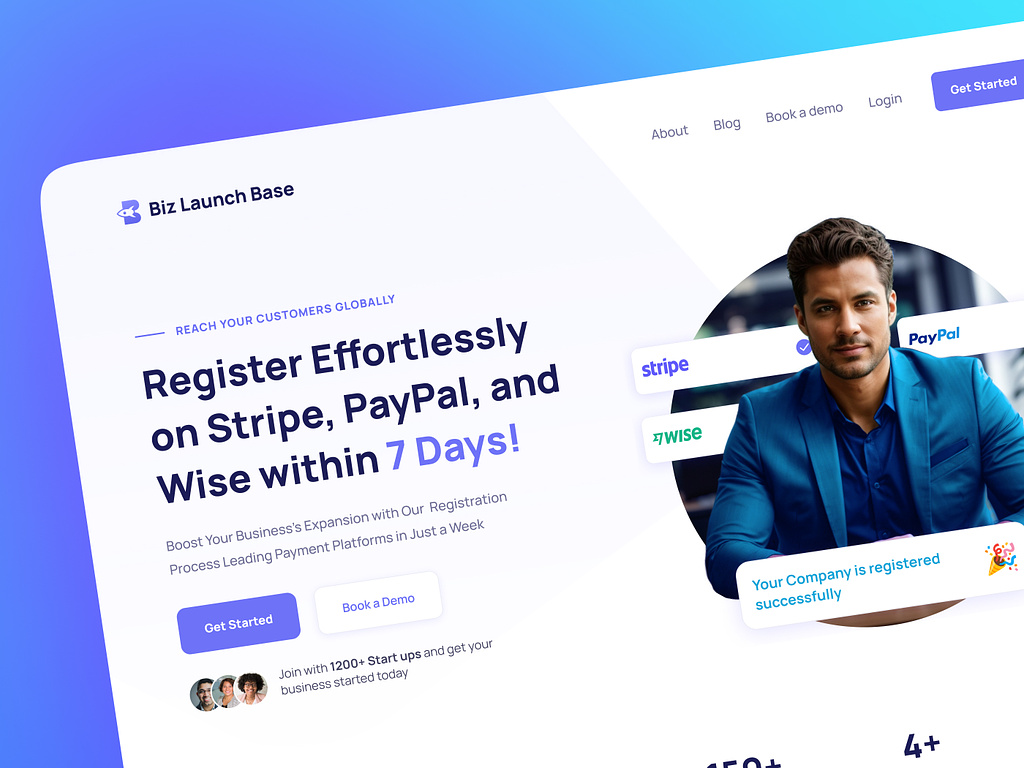 About Blog Book a demo Login Get Started
Biz Launch Base
REACH YOUR CUSTOMERS GLOBALLY
Register Effortlessly
on Stripe, PayPal, and
Wise within 7 Days!
Boost Your Business's Expansion with Our Registration
Process Leading Payment Platforms in Just a Week
Get Started
Book a Demo
Join with 1200+ Start ups and get your
business started today
stripe
PayPal
WISE
Your Company is registered
successfully
150+
4+